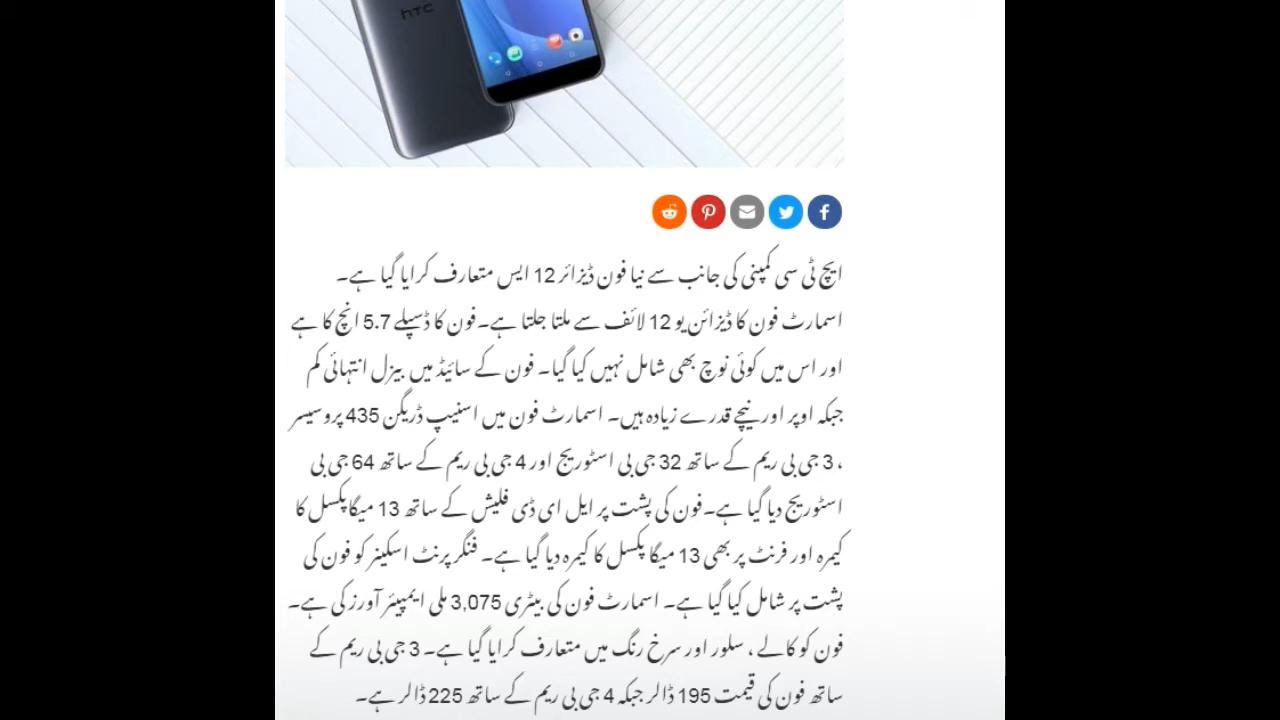 hTC
ایچ ٹی سی کمپنی کی جانب سے نیا فون ڈیزائر 12 ایس متعارف کرایا گیا ہے۔
اسمارٹ فون کا ڈیزائن یو 12 لائف سے ملتا جلتا ہے۔ فون کا ڈسپلے 5.7 انچ کا ہے
اور اس میں کوئی نوچ بھی شامل نہیں کیا گیا۔ فون کے سائیڈ میں بیزل انتہائی کم
جبکہ اوپر اور نیچے قدرے زیادہ ہیں۔ اسمارٹ فون میں اسنیپ ڈریگن 435 پروسیسر
، 3 جی بی ریم کے ساتھ 32 جی بی اسٹوریج اور 4 جی بی ریم کے ساتھ 64 جی بی
اسٹوریج دیا گیا ہے۔ فون کی پشت پر ایل ای ڈی فلیش کے ساتھ 13 میگا پکسل کا
کیمرہ اور فرنٹ پر بھی 13 میگا پکسل کا کیمرہ دیا گیا ہے۔ فنگر پرنٹ اسکینر کو فون کی
پشت پر شامل کیا گیا ہے۔ اسمارٹ فون کی بیٹری 3,075 ملی ایمپیئر آورز کی ہے۔
فون کو کالے ، سلور اور سرخ رنگ میں متعارف کرایا گیا ہے۔ 3 جی بی ریم کے
ساتھ فون کی قیمت 195 ڈالر جبکہ 4 جی بی ریم کے ساتھ 225 ڈالر ہے۔